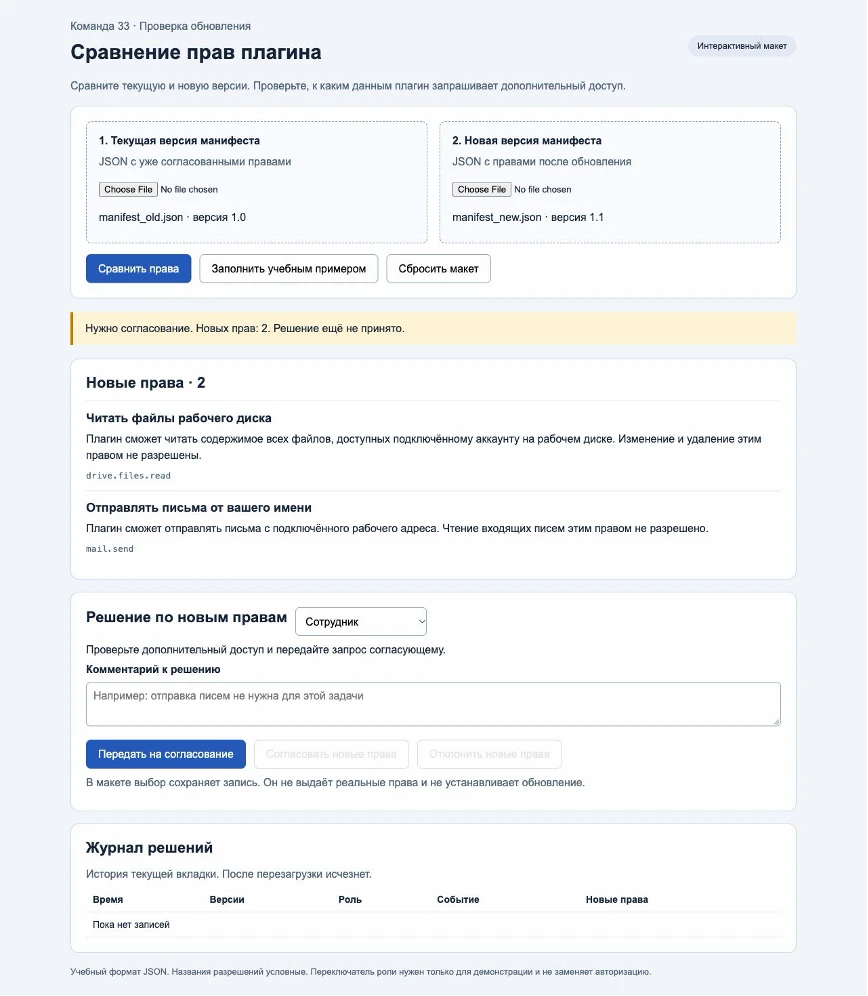 Команда 33 · Проверка обновления
Сравнение прав плагина
Интерактивный макет
Сравните текущую и новую версии. Проверьте, к каким данным плагин запрашивает дополнительный доступ.
1. Текущая версия манифеста
JSON с уже согласованными правами
Choose File No file chosen
manifest_old.json · версия 1.0
2. Новая версия манифеста
JSON с правами после обновления
Choose File No file chosen
manifest_new.json · версия 1.1
Сравнить права
Заполнить учебным примером
Сбросить макет
Нужно согласование. Новых прав: 2. Решение ещё не принято.
Новые права · 2
Читать файлы рабочего диска
Плагин сможет читать содержимое всех файлов, доступных подключённому аккаунту на рабочем диске. Изменение и удаление этим
правом не разрешены.
drive.files.read
Отправлять письма от вашего имени
Плагин сможет отправлять письма с подключённого рабочего адреса. Чтение входящих писем этим правом не разрешено.
mail.send
Решение по новым правам
Сотрудник
Проверьте дополнительный доступ и передайте запрос согласующему.
Комментарий к решению
Например: отправка писем не нужна для этой задачи
Передать на согласование
Согласовать новые права
Отклонить новые права
В макете выбор сохраняет запись. Он не выдаёт реальные права и не устанавливает обновление.
Журнал решений
История текущей вкладки. После перезагрузки исчезнет.
Время Версии Роль Событие Новые права
Пока нет записей
Учебный формат JSON. Названия разрешений условные. Переключатель роли нужен только для демонстрации и не заменяет авторизацию.